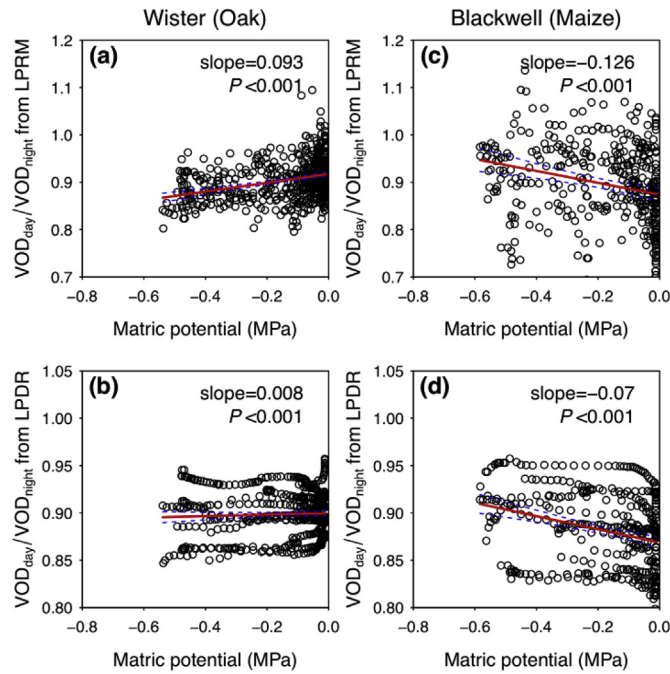 Wister (Oak)
Blackwell (Maize)
(a)
slope=0.093
P<0.001
VODday/VODnight from LPRM
1.2
1.1
1.0
0.9
0.8
0.7
−0.8 −0.6 −0.4 −0.2 0.0
Matric potential (MPa)
(c)
slope=−0.126
P<0.001
VODday/VODnight from LPRM
1.2
1.1
1.0
0.9
0.8
0.7
−0.8 −0.6 −0.4 −0.2 0.0
Matric potential (MPa)
(b)
slope=0.008
P<0.001
VODday/VODnight from LPDR
1.05
1.00
0.95
0.90
0.85
0.80
−0.8 −0.6 −0.4 −0.2 0.0
Matric potential (MPa)
(d)
slope=−0.07
P<0.001
VODday/VODnight from LPDR
1.05
1.00
0.95
0.90
0.85
0.80
−0.8 −0.6 −0.4 −0.2 0.0
Matric potential (MPa)